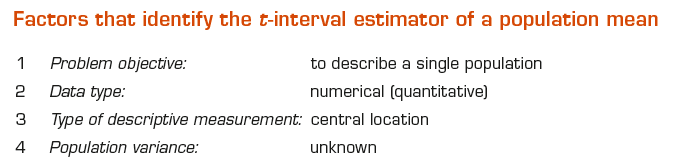 Factors that identify the t-interval estimator of a population mean
1 Problem objective: to describe a single population
2 Data type: numerical (quantitative)
3 Type of descriptive measurement: central location
4 Population variance: unknown